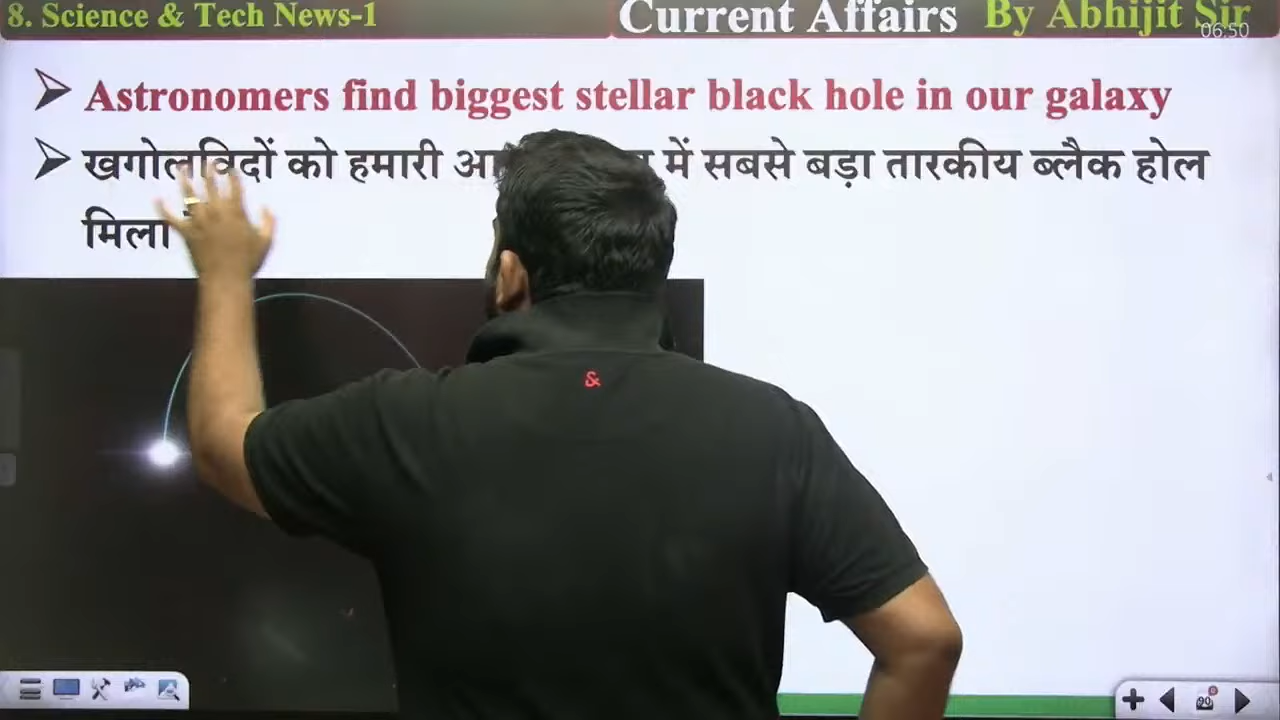 8. Science & Tech News-1
Current Affairs By Abhijit Sir
06:50
Astronomers find biggest stellar black hole in our galaxy
खगोलविदों को हमारी में सबसे बड़ा तारकीय ब्लैक होल
मिला
&